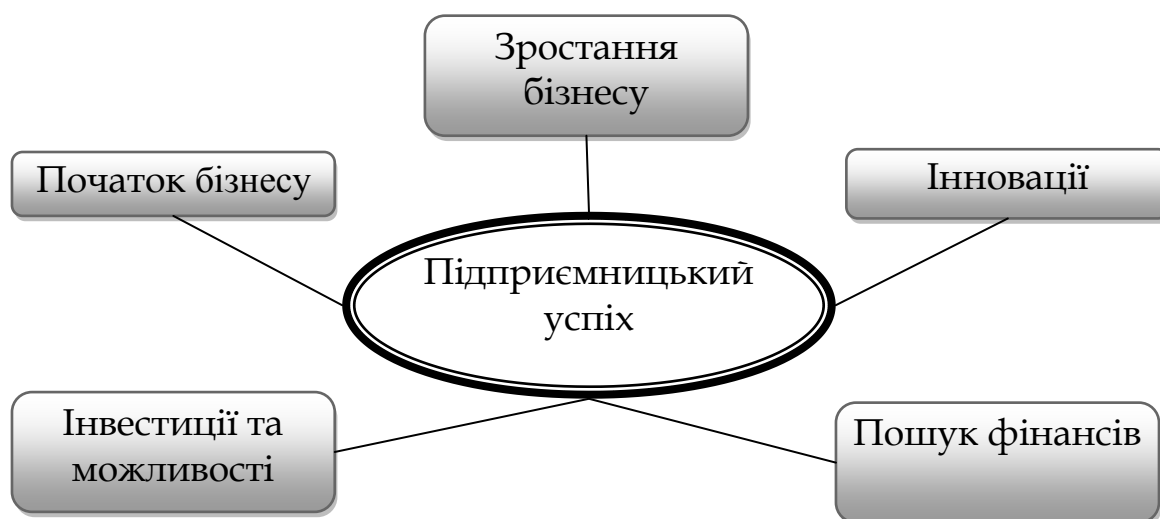 Зростання
бізнесу
Початок бізнесу
Інновації
Підприємницький
успіх
Інвестиції та
можливості
Пошук фінансів